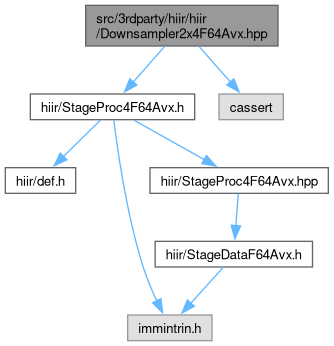 src/3rdparty/hiir/hiir
/Downsampler2x4F64Avx.hpp
hiir/StageProc4F64Avx.h
cassert
hiir/def.h
hiir/StageProc4F64Avx.hpp
hiir/StageDataF64Avx.h
immintrin.h